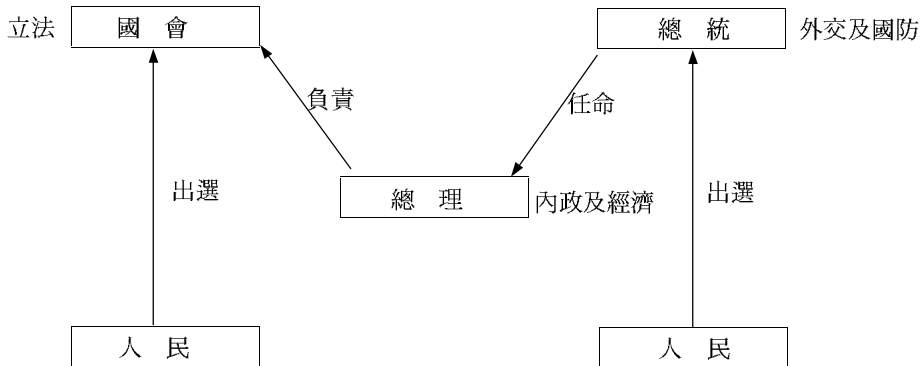 立法
國會
總統
外交及國防
負責
任命
總理
內政及經濟
出選
出選
人民
人民